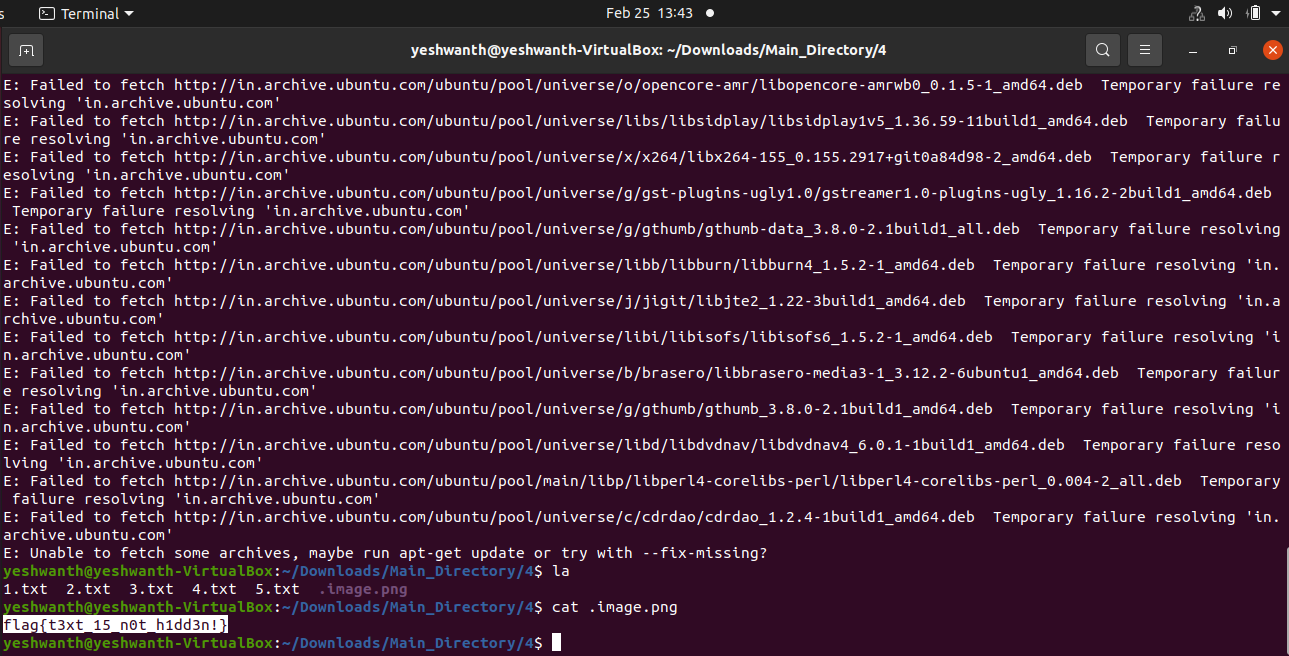 s Terminal Feb 25 13:43
yeshwanth@yeshwanth-VirtualBox: ~/Downloads/Main_Directory/4
E: Failed to fetch http://in.archive.ubuntu.com/ubuntu/pool/universe/o/opencore-amr/libopencore-amrwb0_0.1.5-1_amd64.deb  Temporary failure re
solving 'in.archive.ubuntu.com'
E: Failed to fetch http://in.archive.ubuntu.com/ubuntu/pool/universe/libs/libsidplay/libsidplay1v5_1.36.59-11build1_amd64.deb  Temporary failu
re resolving 'in.archive.ubuntu.com'
E: Failed to fetch http://in.archive.ubuntu.com/ubuntu/pool/universe/x/x264/libx264-155_0.155.2917+git0a84d98-2_amd64.deb  Temporary failure r
esolving 'in.archive.ubuntu.com'
E: Failed to fetch http://in.archive.ubuntu.com/ubuntu/pool/universe/g/gst-plugins-ugly1.0/gstreamer1.0-plugins-ugly_1.16.2-2build1_amd64.deb
 Temporary failure resolving 'in.archive.ubuntu.com'
E: Failed to fetch http://in.archive.ubuntu.com/ubuntu/pool/universe/g/gthumb/gthumb-data_3.8.0-2.1build1_all.deb  Temporary failure resolving
 'in.archive.ubuntu.com'
E: Failed to fetch http://in.archive.ubuntu.com/ubuntu/pool/universe/libb/libburn/libburn4_1.5.2-1_amd64.deb  Temporary failure resolving 'in.
archive.ubuntu.com'
E: Failed to fetch http://in.archive.ubuntu.com/ubuntu/pool/universe/j/jigit/libjte2_1.22-3build1_amd64.deb  Temporary failure resolving 'in.a
rchive.ubuntu.com'
E: Failed to fetch http://in.archive.ubuntu.com/ubuntu/pool/universe/libi/libisofs/libisofs6_1.5.2-1_amd64.deb  Temporary failure resolving 'i
n.archive.ubuntu.com'
E: Failed to fetch http://in.archive.ubuntu.com/ubuntu/pool/universe/b/brasero/libbrasero-media3-1_3.12.2-6ubuntu1_amd64.deb  Temporary failur
e resolving 'in.archive.ubuntu.com'
E: Failed to fetch http://in.archive.ubuntu.com/ubuntu/pool/universe/g/gthumb/gthumb_3.8.0-2.1build1_amd64.deb  Temporary failure resolving 'i
n.archive.ubuntu.com'
E: Failed to fetch http://in.archive.ubuntu.com/ubuntu/pool/universe/libd/libdvdnav/libdvdnav4_6.0.1-1build1_amd64.deb  Temporary failure reso
lving 'in.archive.ubuntu.com'
E: Failed to fetch http://in.archive.ubuntu.com/ubuntu/pool/main/libp/libperl4-corelibs-perl/libperl4-corelibs-perl_0.004-2_all.deb  Temporary
 failure resolving 'in.archive.ubuntu.com'
E: Failed to fetch http://in.archive.ubuntu.com/ubuntu/pool/universe/c/cdrdao/cdrdao_1.2.4-1build1_amd64.deb  Temporary failure resolving 'in.
archive.ubuntu.com'
E: Unable to fetch some archives, maybe run apt-get update or try with --fix-missing?
yeshwanth@yeshwanth-VirtualBox:~/Downloads/Main_Directory/4$ la
1.txt  2.txt  3.txt  4.txt  5.txt  .image.png
yeshwanth@yeshwanth-VirtualBox:~/Downloads/Main_Directory/4$ cat .image.png
flag{t3xt_15_n0t_h1dd3n!}
yeshwanth@yeshwanth-VirtualBox:~/Downloads/Main_Directory/4$